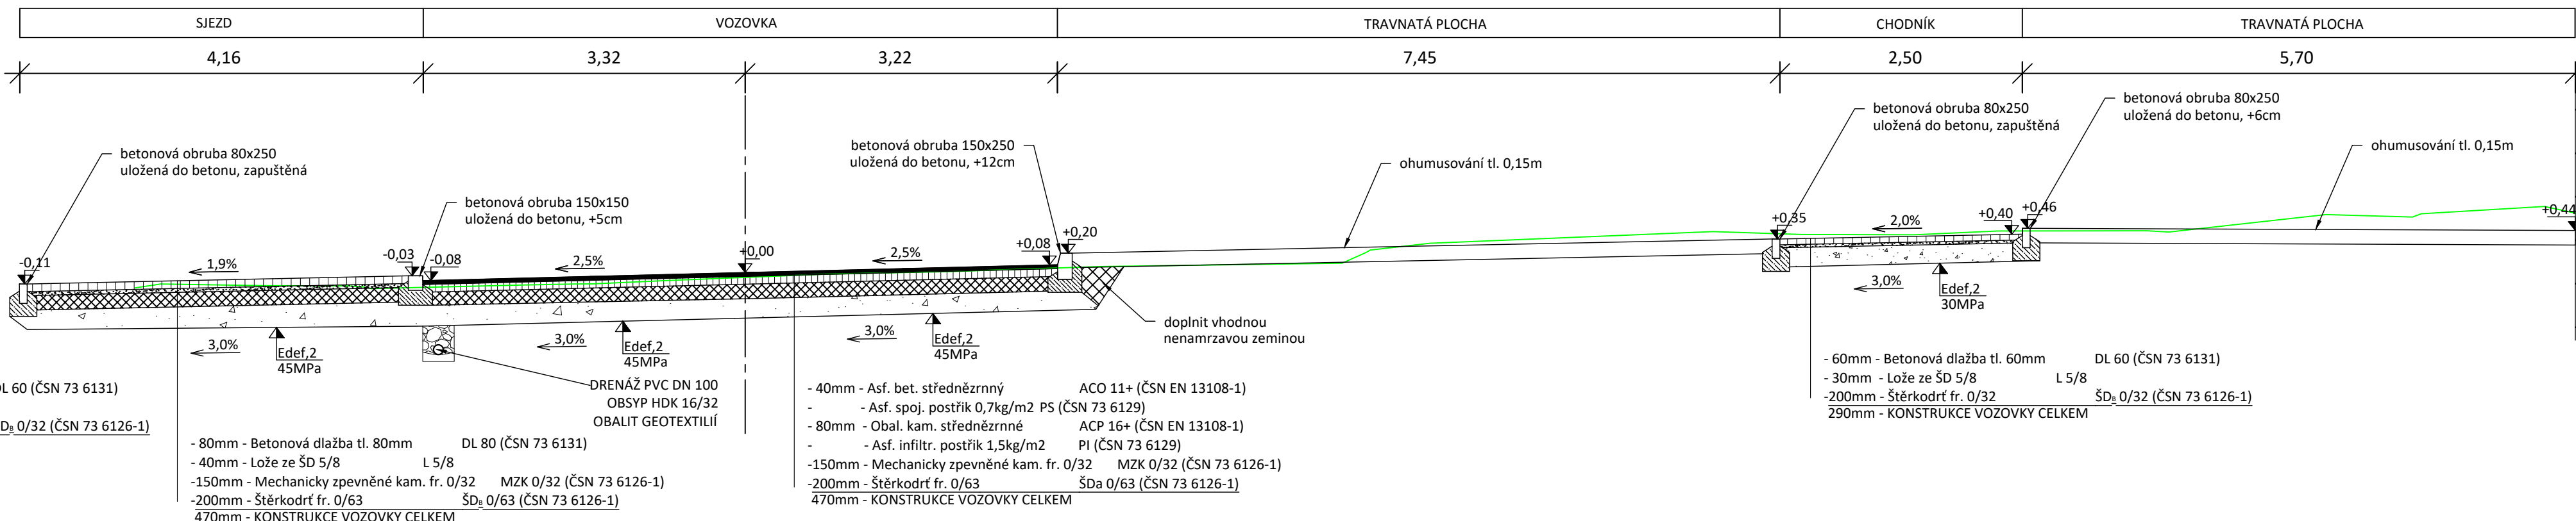 SJEZD
VOZOVKA
TRAVNATÁ PLOCHA
CHODNÍK
TRAVNATÁ PLOCHA
4,16
3,32
3,22
7,45
2,50
5,70
betonová obruba 80x250
uložená do betonu, zapuštěná
betonová obruba 150x150
uložená do betonu, +5cm
betonová obruba 150x250
uložená do betonu, +12cm
ohumusování tl. 0,15m
betonová obruba 80x250
uložená do betonu, zapuštěná
betonová obruba 80x250
uložená do betonu, +6cm
ohumusování tl. 0,15m
-0,11
1,9%
-0,03
-0,08
2,5%
+0,00
2,5%
+0,08
+0,20
+0,35
2,0%
+0,40
+0,46
+0,44
3,0%
Edef,2
45MPa
3,0%
Edef,2
45MPa
3,0%
Edef,2
45MPa
3,0%
Edef,2
30MPa
doplnit vhodnou
nenamrzavou zeminou
DRENÁŽ PVC DN 100
OBSYP HDK 16/32
OBALIT GEOTEXTILIÍ
DL 60 (ČSN 73 6131)
DB 0/32 (ČSN 73 6126-1)
- 80mm - Betonová dlažba tl. 80mm DL 80 (ČSN 73 6131)
- 40mm - Lože ze ŠD 5/8 L 5/8
-150mm - Mechanicky zpevněné kam. fr. 0/32 MZK 0/32 (ČSN 73 6126-1)
-200mm - Štěrkodrť fr. 0/63 ŠDB 0/63 (ČSN 73 6126-1)
470mm - KONSTRUKCE VOZOVKY CELKEM
- 40mm - Asf. bet. střednězrnný ACO 11+ (ČSN EN 13108-1)
- - Asf. spoj. postřik 0,7kg/m2 PS (ČSN 73 6129)
- 80mm - Obal. kam. střednězrnné ACP 16+ (ČSN EN 13108-1)
- - Asf. infiltr. postřik 1,5kg/m2 PI (ČSN 73 6129)
-150mm - Mechanicky zpevněné kam. fr. 0/32 MZK 0/32 (ČSN 73 6126-1)
-200mm - Štěrkodrť fr. 0/63 ŠDa 0/63 (ČSN 73 6126-1)
470mm - KONSTRUKCE VOZOVKY CELKEM
- 60mm - Betonová dlažba tl. 60mm DL 60 (ČSN 73 6131)
- 30mm - Lože ze ŠD 5/8 L 5/8
-200mm - Štěrkodrť fr. 0/32 ŠDB 0/32 (ČSN 73 6126-1)
290mm - KONSTRUKCE VOZOVKY CELKEM